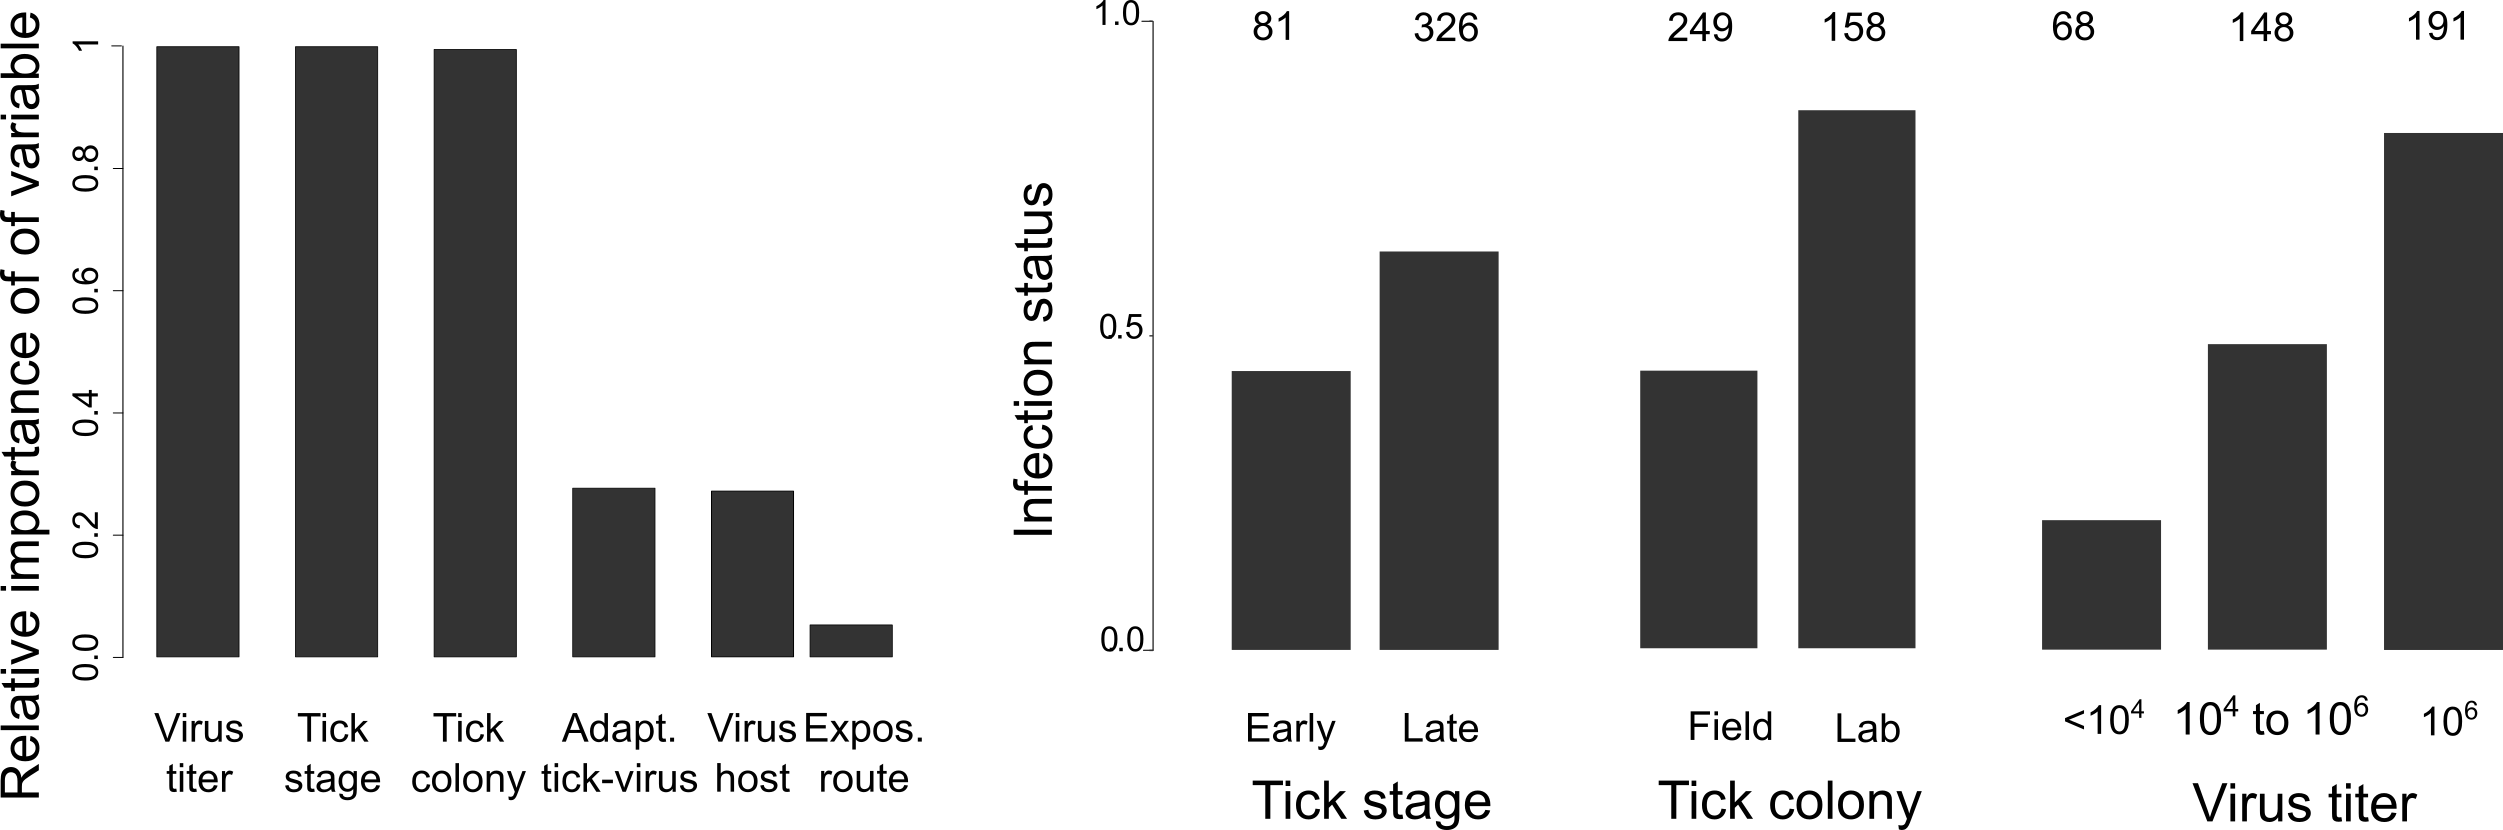 Relative importance of of variable
1
0.8
0.6
0.4
0.2
0.0
Virus titer
Tick stage
Tick colony
Adapt. tick-virus
Virus host
Expos. route
Infection status
1.0
0.5
0.0
81 326 249 158 68 148 191
Early Late Field Lab <10⁴ 10⁴ to 10⁶ 10⁶
Tick stage Tick colony Virus titer